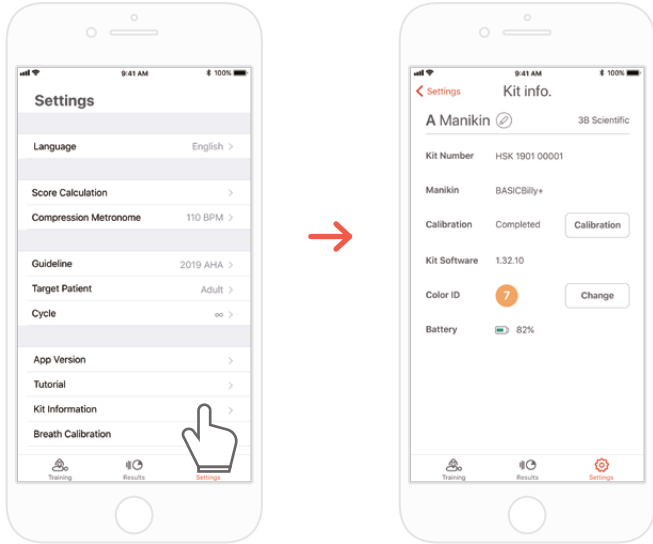 9:41 AM 100%
Settings
Language English >
Score Calculation >
Compression Metronome 110 BPM >
Guideline 2019 AHA >
Target Patient Adult >
Cycle ∞ >
App Version >
Tutorial >
Kit Information >
Breath Calibration
Training Results Settings
9:41 AM 100%
< Settings Kit info.
A Manikin 3B Scientific
Kit Number HSK 1901 00001
Manikin BASICBilly+
Calibration Completed Calibration
Kit Software 1.32.10
Color ID 7 Change
Battery 82%
Training Results Settings